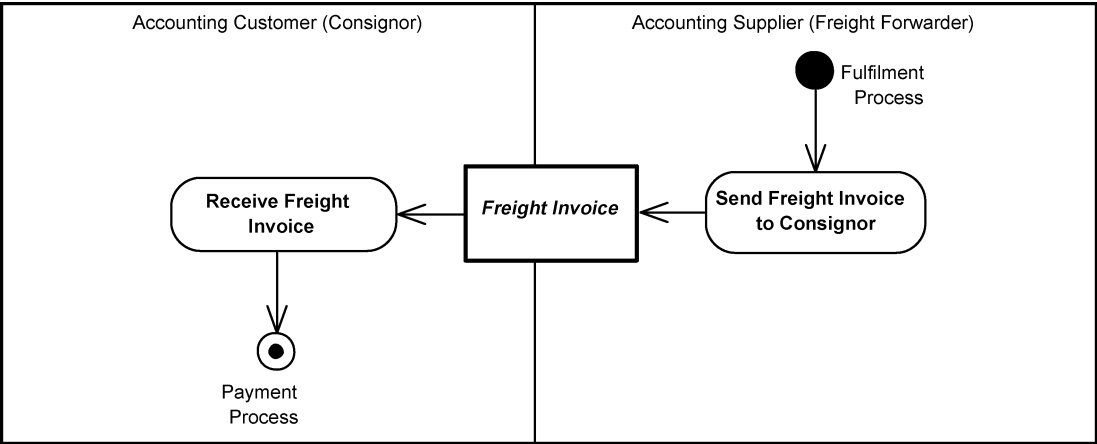 Accounting Customer (Consignor)
Accounting Supplier (Freight Forwarder)
Fulfilment
Process
Receive Freight
Invoice
Freight Invoice
Send Freight Invoice
to Consignor
Payment
Process